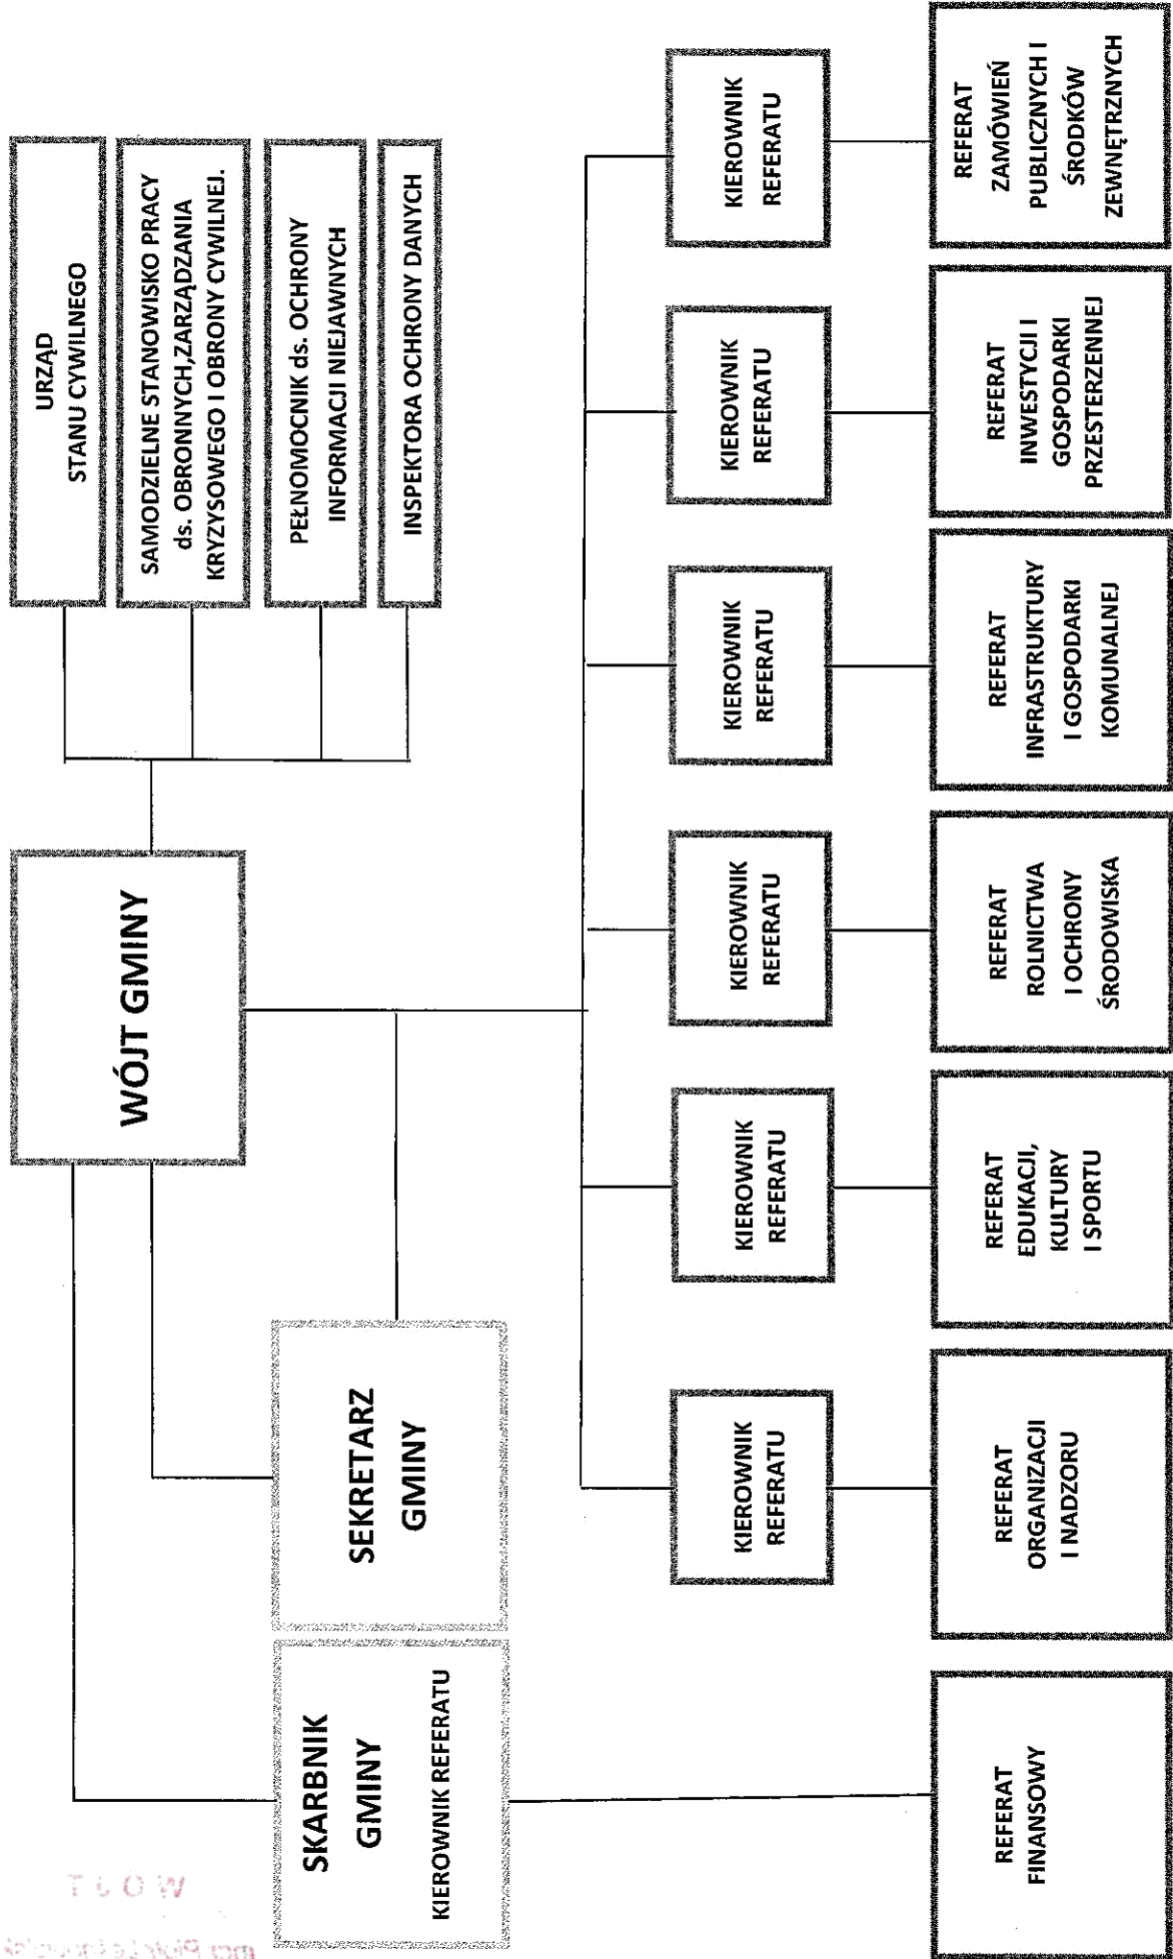 WÓJT GMINY
URZĄD
STANU CYWILNEGO
SAMODZIELNE STANOWISKO PRACY
ds. OBRONNYCH,ZARZĄDZANIA
KRYZYSOWEGO I OBRONY CYWILNEJ.
PEŁNOMOCNIK ds. OCHRONY
INFORMACJI NIEJAWNYCH
INSPEKTORA OCHRONY DANYCH
SKARBNIK
GMINY
KIEROWNIK REFERATU
SEKRETARZ
GMINY
KIEROWNIK
REFERATU
KIEROWNIK
REFERATU
KIEROWNIK
REFERATU
KIEROWNIK
REFERATU
KIEROWNIK
REFERATU
KIEROWNIK
REFERATU
REFERAT
FINANSOWY
REFERAT
ORGANIZACJI
I NADZORU
REFERAT
EDUKACJI,
KULTURY
I SPORTU
REFERAT
ROLNICTWA
I OCHRONY
ŚRODOWISKA
REFERAT
INFRASTRUKTURY
I GOSPODARKI
KOMUNALNEJ
REFERAT
INWESTYCJI I
GOSPODARKI
PRZESTERZENNEJ
REFERAT
ZAMÓWIEŃ
PUBLICZNYCH I
ŚRODKÓW
ZEWNĘTRZNYCH
WÓJT
mgr Piotr